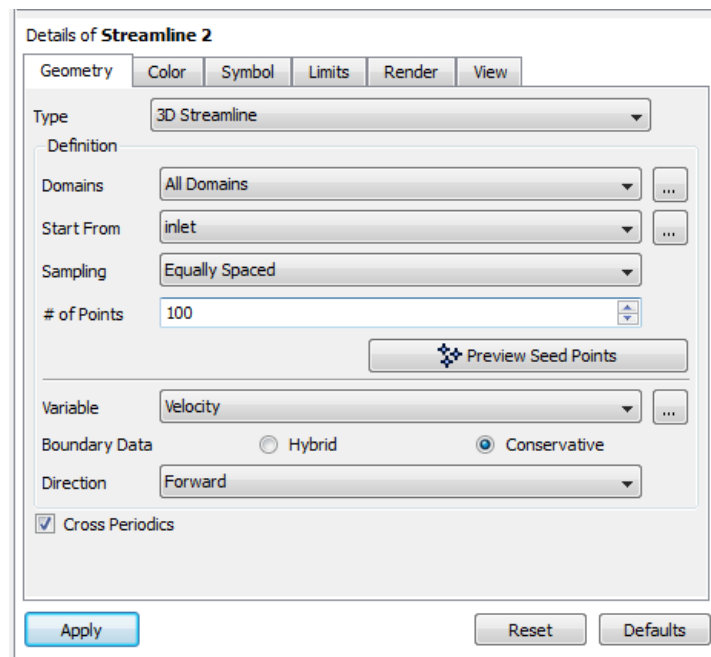 Details of Streamline 2
Geometry Color Symbol Limits Render View
Type 3D Streamline
Definition
Domains All Domains ...
Start From inlet ...
Sampling Equally Spaced
# of Points 100
Preview Seed Points
Variable Velocity ...
Boundary Data Hybrid Conservative
Direction Forward
Cross Periodics
Apply Reset Defaults